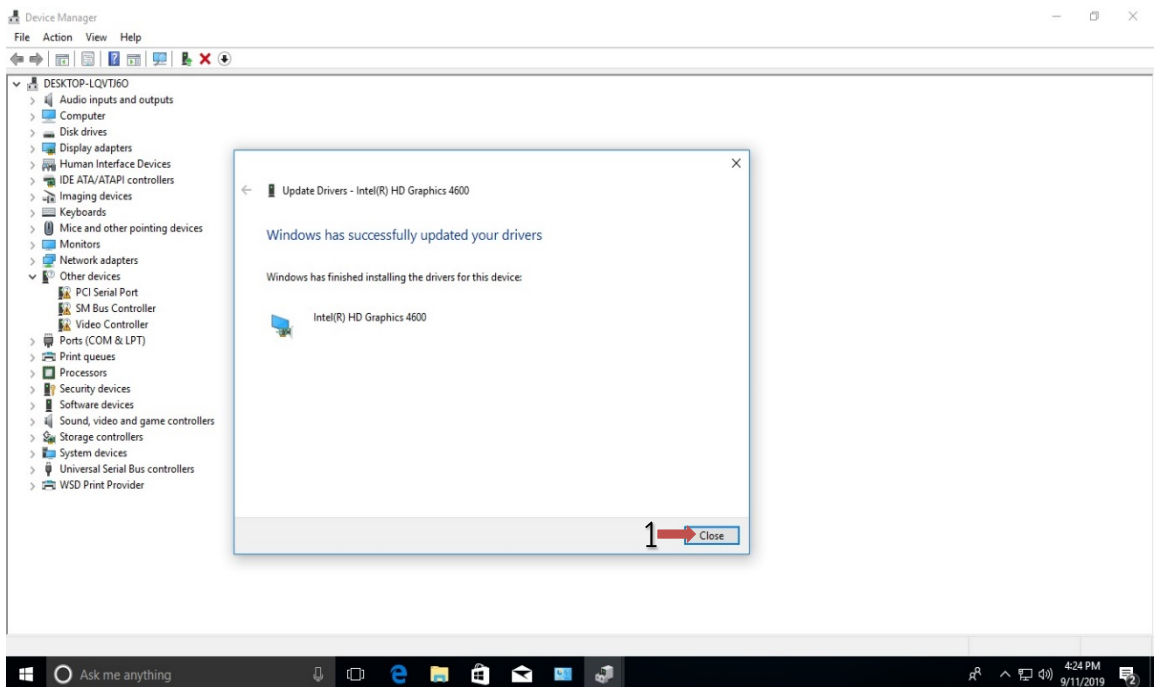 Device Manager
File Action View Help
DESKTOP-LQVTJ6O
Audio inputs and outputs
Computer
Disk drives
Display adapters
Human Interface Devices
IDE ATA/ATAPI controllers
Imaging devices
Keyboards
Mice and other pointing devices
Monitors
Network adapters
Other devices
PCI Serial Port
SM Bus Controller
Video Controller
Ports (COM & LPT)
Print queues
Processors
Security devices
Software devices
Sound, video and game controllers
Storage controllers
System devices
Universal Serial Bus controllers
WSD Print Provider
Update Drivers - Intel(R) HD Graphics 4600
Windows has successfully updated your drivers
Windows has finished installing the drivers for this device:
Intel(R) HD Graphics 4600
1
Close
Ask me anything
4:24 PM
9/11/2019
2